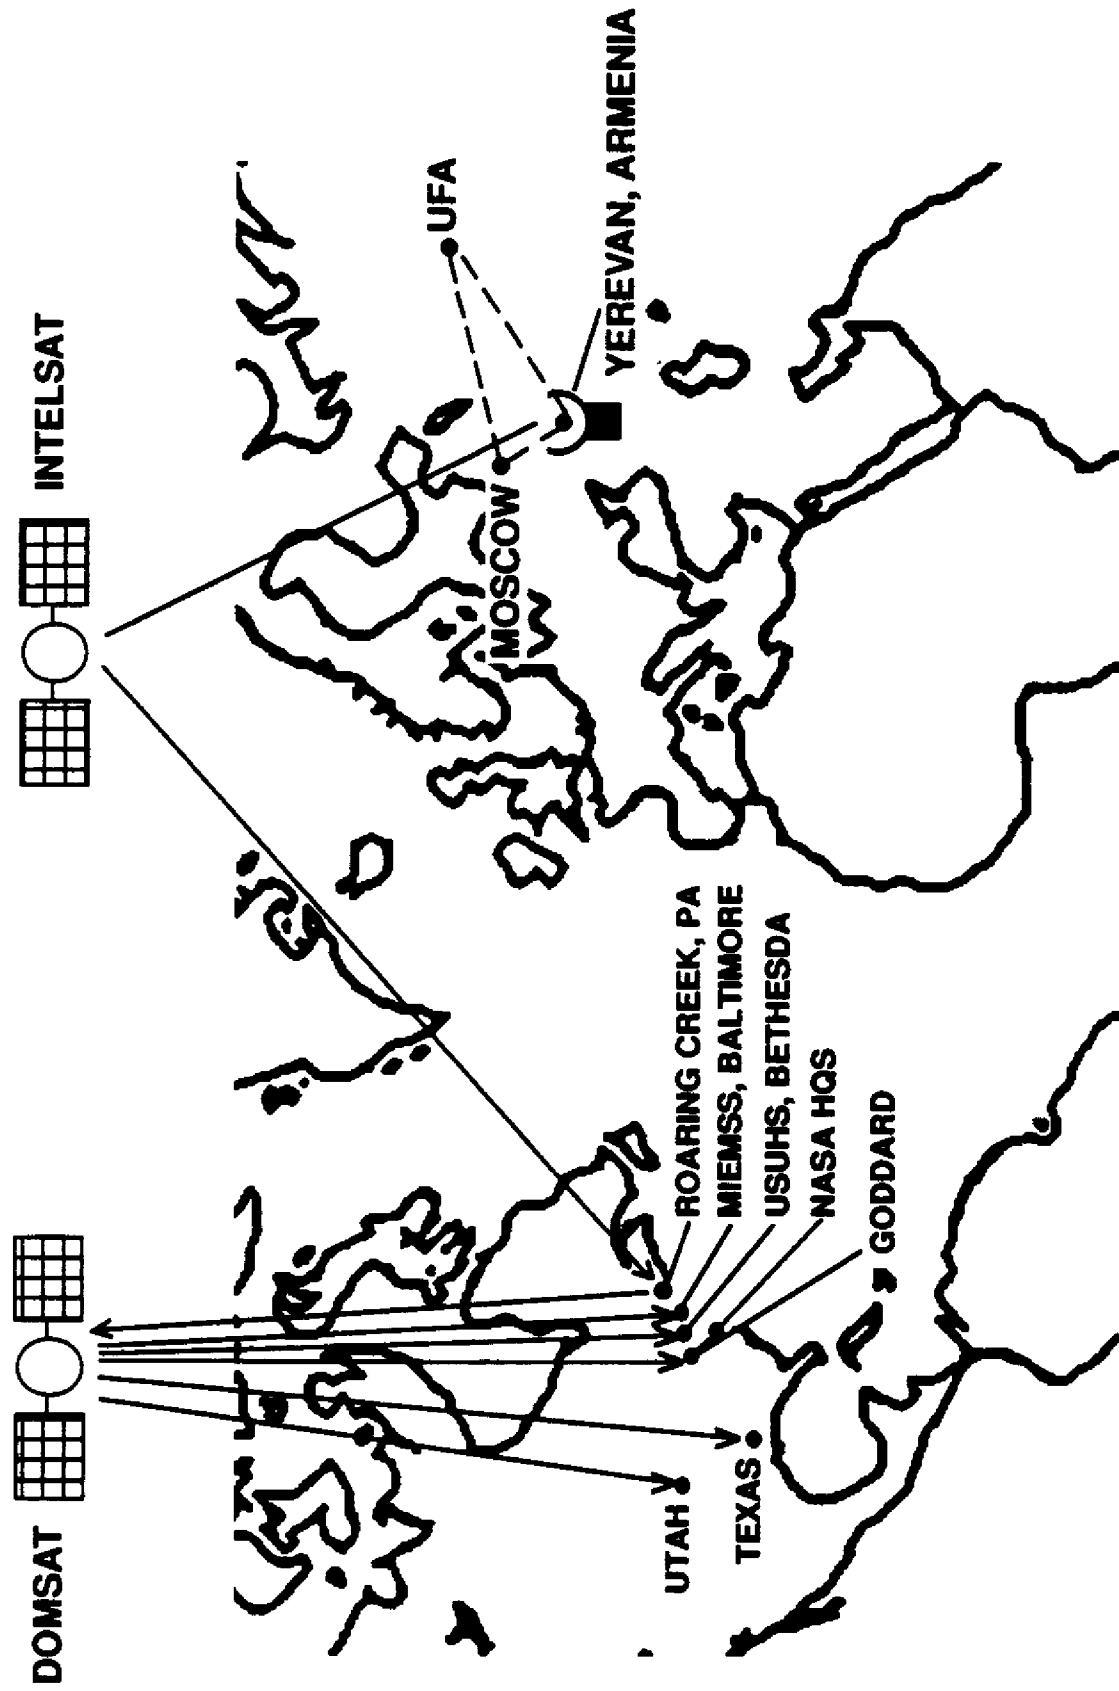 DOMSAT
INTELSAT
UFA
MOSCOW
YEREVAN, ARMENIA
ROARING CREEK, PA
MIEMSS, BALTIMORE
USUHS, BETHESDA
NASA HQS
GODDARD
UTAH
TEXAS